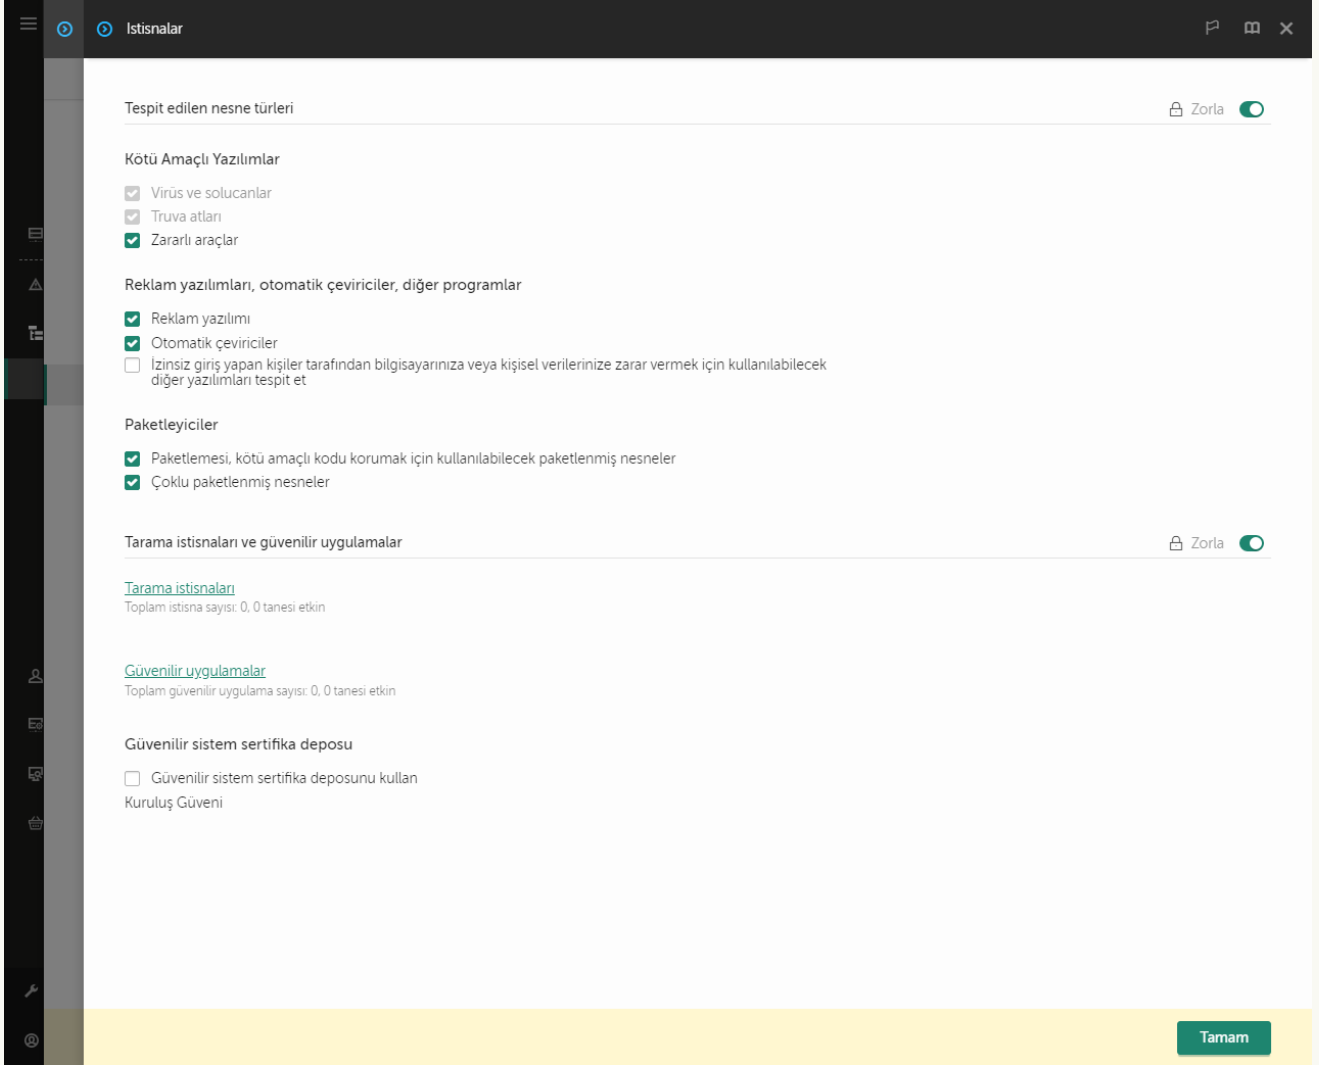 Istisnalar
Tespit edilen nesne türleri
Zorla
Kötü Amaçlı Yazılımlar
Virüs ve solucanlar
Truva atları
Zararlı araçlar
Reklam yazılımları, otomatik çeviriciler, diğer programlar
Reklam yazılımı
Otomatik çeviriciler
İzinsiz giriş yapan kişiler tarafından bilgisayarınıza veya kişisel verilerinize zarar vermek için kullanılabilecek
diğer yazılımları tespit et
Paketleyiciler
Paketlemesi, kötü amaçlı kodu korumak için kullanılabilecek paketlenmiş nesneler
Çoklu paketlenmiş nesneler
Tarama istisnaları ve güvenilir uygulamalar
Zorla
Tarama istisnaları
Toplam istisna sayısı: 0, 0 tanesi etkin
Güvenilir uygulamalar
Toplam güvenilir uygulama sayısı: 0, 0 tanesi etkin
Güvenilir sistem sertifika deposu
Güvenilir sistem sertifika deposunu kullan
Kuruluş Güveni
Tamam